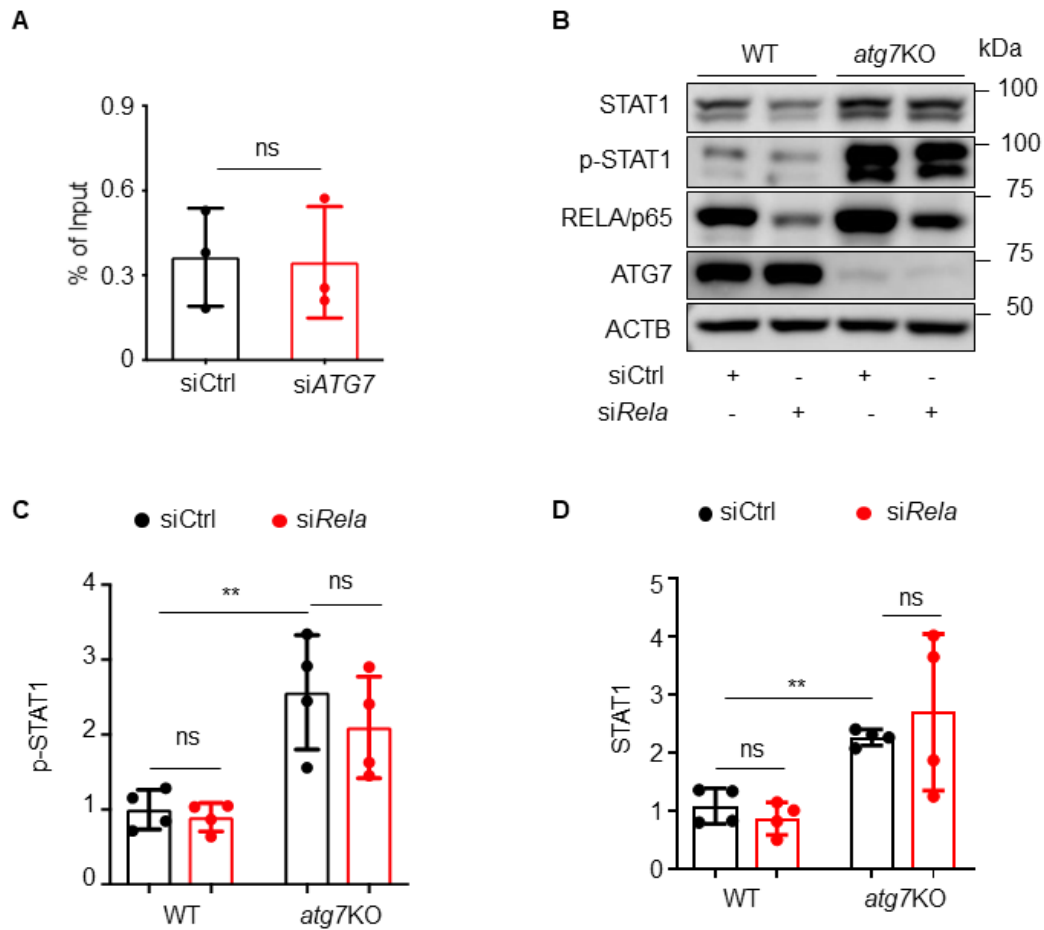 A
% of Input
0.9
0.6
0.3
0
ns
siCtrl siATG7
B
WT atg7KO kDa
STAT1 100
p-STAT1 100
75
RELA/p65
75
ATG7
50
ACTB
siCtrl + - + -
siRela - + - +
C
siCtrl siRela
p-STAT1
4
3
2
1
0
** ns
ns
WT atg7KO
D
siCtrl siRela
STAT1
5
4
3
2
1
0
ns
**
ns
WT atg7KO